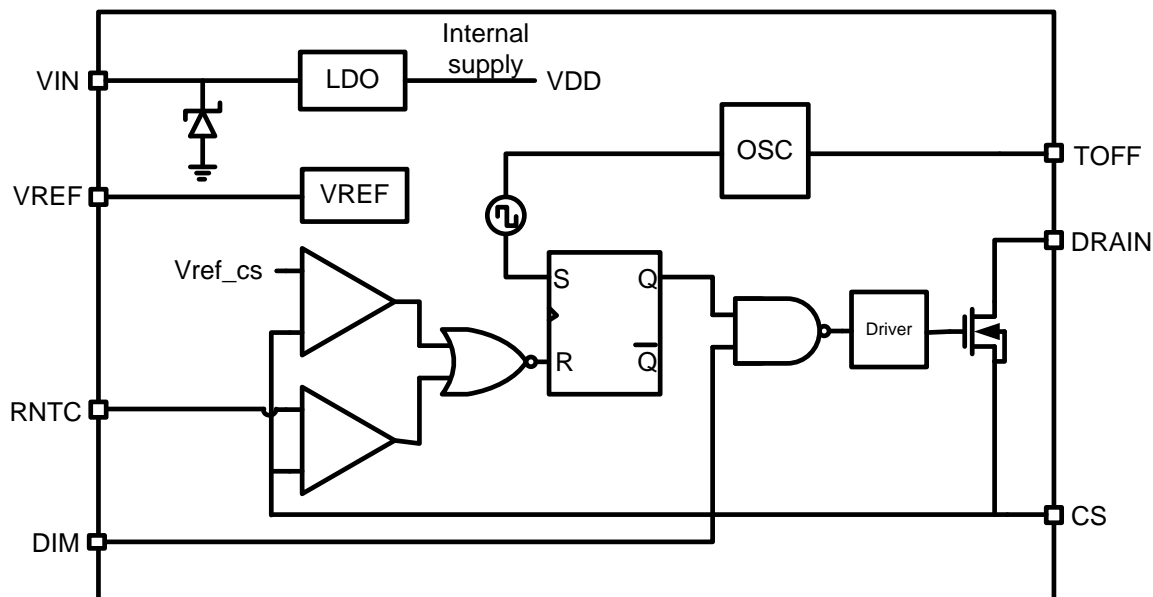 Internal
supply
VIN
LDO
VDD
OSC
TOFF
VREF
VREF
DRAIN
Vref_cs
S
Q
Driver
R
Q̅
RNTC
CS
DIM